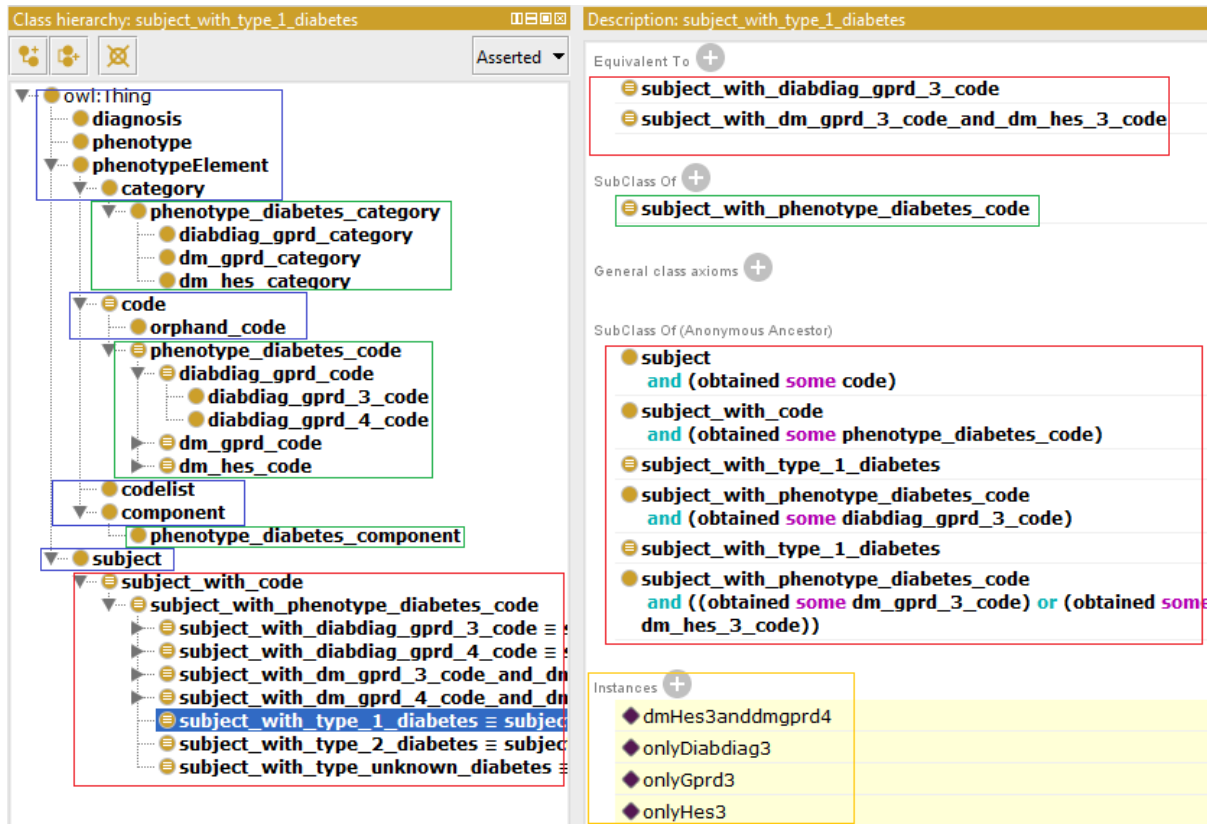 Class hierarchy: subject_with_type_1_diabetes
Asserted
owl:Thing
diagnosis
phenotype
phenotypeElement
category
phenotype_diabetes_category
diabdiag_gprd_category
dm_gprd_category
dm_hes_category
code
orphand_code
phenotype_diabetes_code
diabdiag_gprd_code
diabdiag_gprd_3_code
diabdiag_gprd_4_code
dm_gprd_code
dm_hes_code
codelist
component
phenotype_diabetes_component
subject
subject_with_code
subject_with_phenotype_diabetes_code
subject_with_diabdiag_gprd_3_code ≡ s
subject_with_diabdiag_gprd_4_code ≡ s
subject_with_dm_gprd_3_code_and_dn
subject_with_dm_gprd_4_code_and_dn
subject_with_type_1_diabetes ≡ subjec
subject_with_type_2_diabetes ≡ subjec
subject_with_type_unknown_diabetes ≡
Description: subject_with_type_1_diabetes
Equivalent To
subject_with_diabdiag_gprd_3_code
subject_with_dm_gprd_3_code_and_dm_hes_3_code
SubClass Of
subject_with_phenotype_diabetes_code
General class axioms
SubClass Of (Anonymous Ancestor)
subject
and (obtained some code)
subject_with_code
and (obtained some phenotype_diabetes_code)
subject_with_type_1_diabetes
subject_with_phenotype_diabetes_code
and (obtained some diabdiag_gprd_3_code)
subject_with_type_1_diabetes
subject_with_phenotype_diabetes_code
and ((obtained some dm_gprd_3_code) or (obtained some
dm_hes_3_code))
Instances
dmHes3anddmgprd4
onlyDiabdiag3
onlyGprd3
onlyHes3